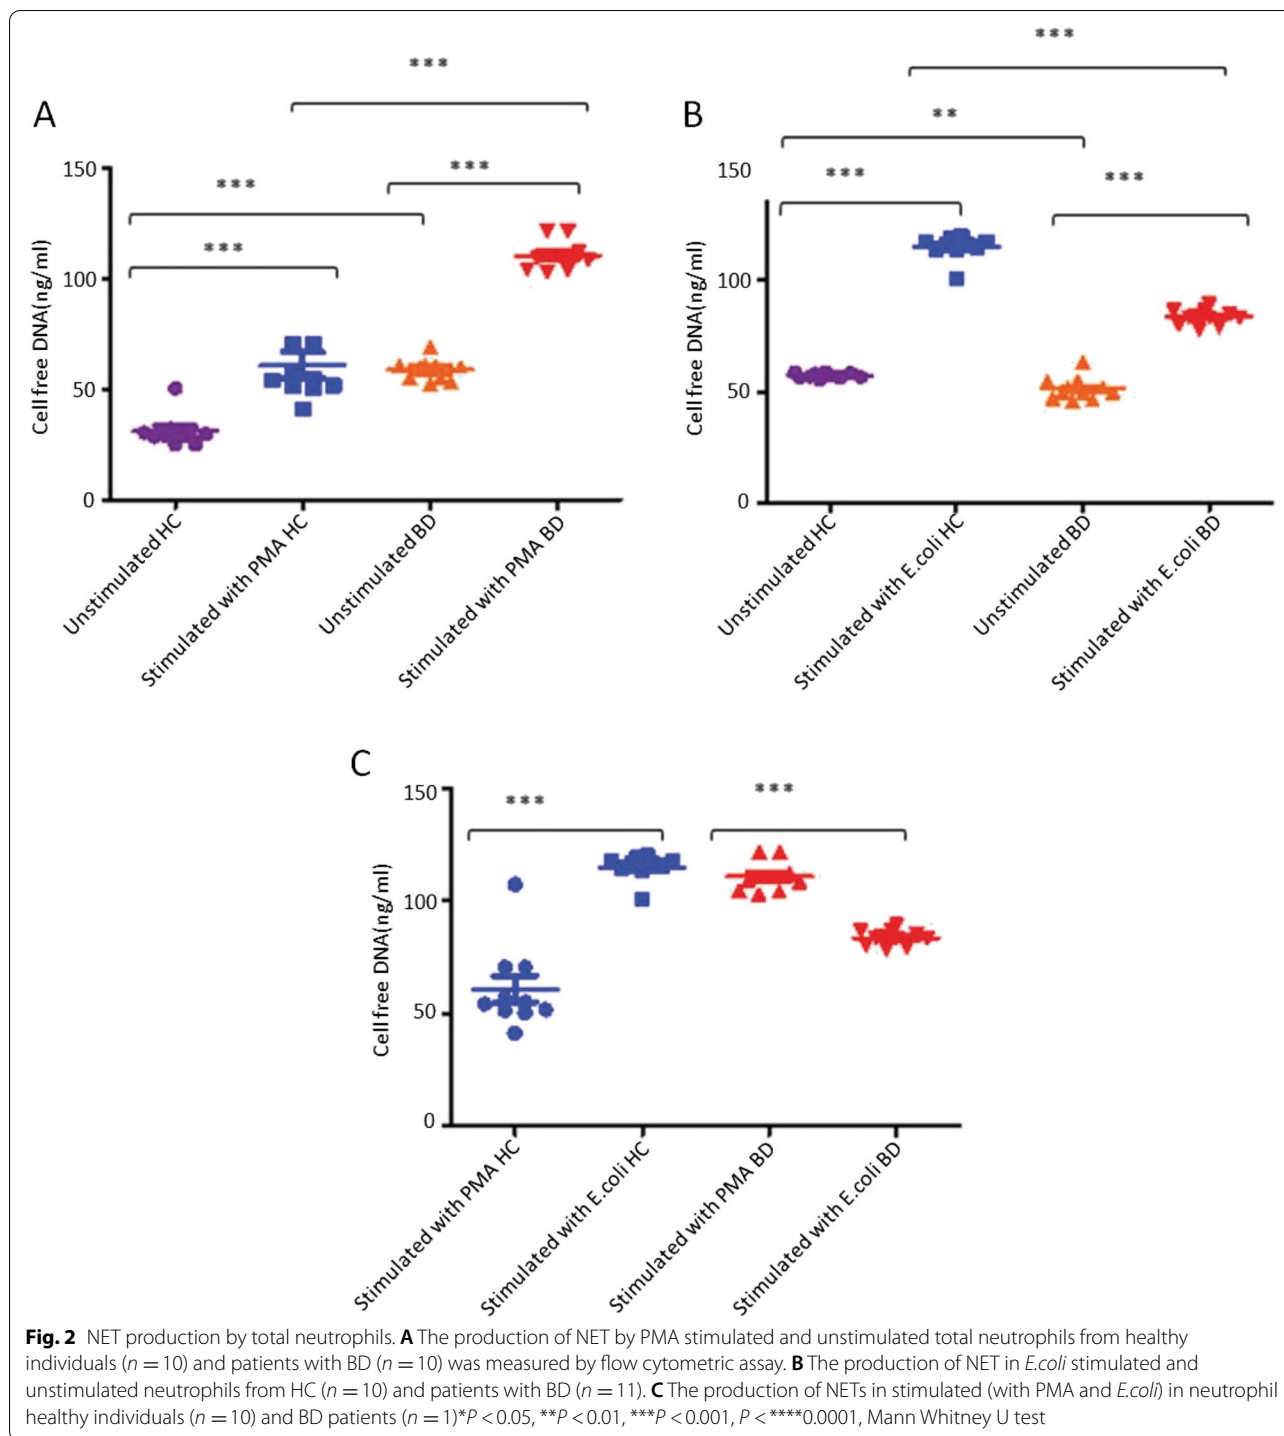 A
***
***
***
***
***
Cell free DNA(ng/ml)
150
100
50
0
Unstimulated HC
Stimulated with PMA HC
Unstimulated BD
Stimulated with PMA BD
B
***
**
***
***
Cell free DNA(ng/ml)
150
100
50
0
Unstimulated HC
Stimulated with E.coli HC
Unstimulated BD
Stimulated with E.coli BD
C
***
***
Cell free DNA(ng/ml)
150
100
50
0
Stimulated with PMA HC
Stimulated with E.coli HC
Stimulated with PMA BD
Stimulated with E.coli BD
Fig. 2 NET production by total neutrophils. A The production of NET by PMA stimulated and unstimulated total neutrophils from healthy
individuals (n = 10) and patients with BD (n = 10) was measured by flow cytometric assay. B The production of NET in E.coli stimulated and
unstimulated neutrophils from HC (n = 10) and patients with BD (n = 11). C The production of NETs in stimulated (with PMA and E.coli) in neutrophil
healthy individuals (n = 10) and BD patients (n = 1)*P < 0.05, **P < 0.01, ***P < 0.001, P < ****0.0001, Mann Whitney U test